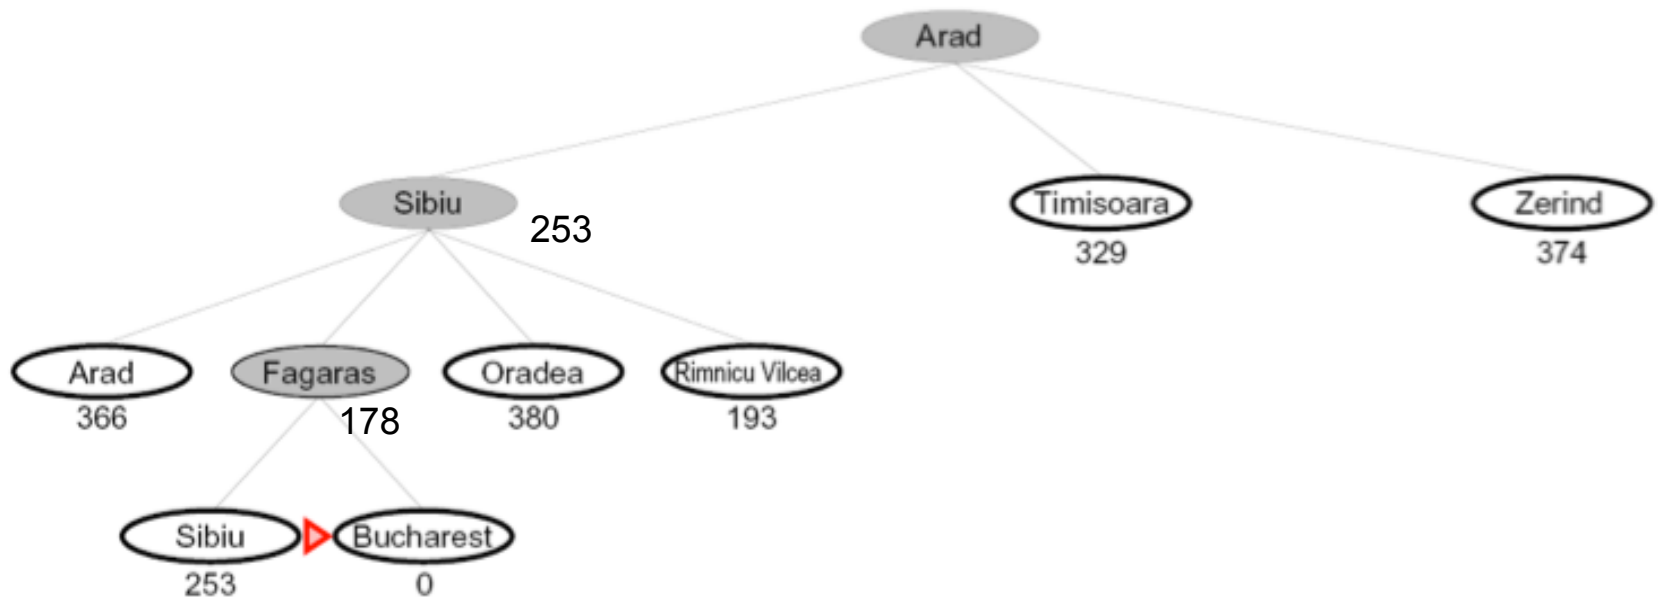 Arad
Sibiu
253
Timisoara
329
Zerind
374
Arad
366
Fagaras
178
Oradea
380
Rimnicu Vilcea
193
Sibiu
253
Bucharest
0